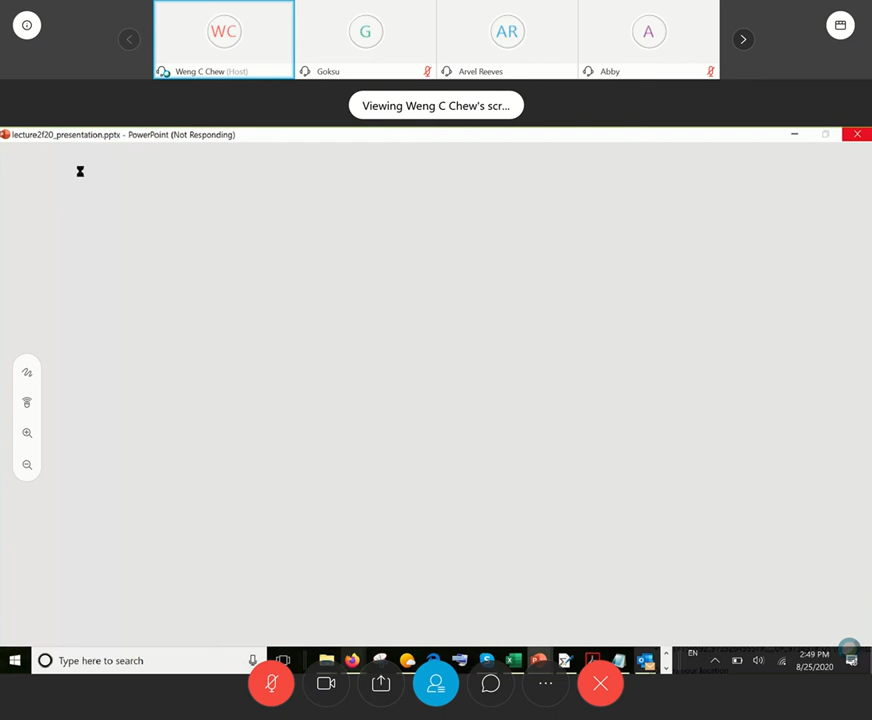 WC
G
AR
A
Weng C Chew (Host)
Goksu
Arvel Reeves
Abby
Viewing Weng C Chew's scr...
lecture2f20_presentation.pptx - PowerPoint (Not Responding)
Type here to search
EN
2:49 PM
8/25/2020